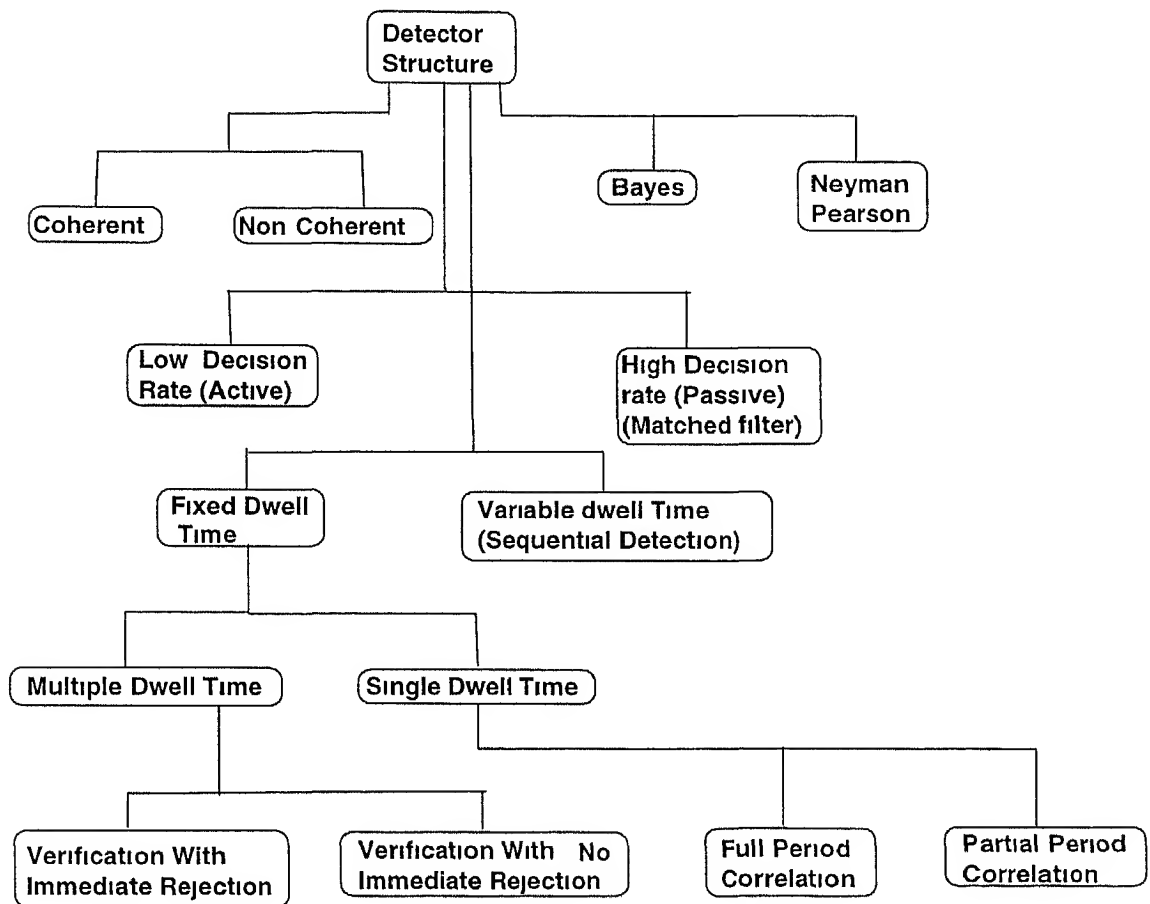 Detector
Structure
Coherent
Non Coherent
Bayes
Neyman
Pearson
Low Decision
Rate (Active)
High Decision
rate (Passive)
(Matched filter)
Fixed Dwell
Time
Variable dwell Time
(Sequential Detection)
Multiple Dwell Time
Single Dwell Time
Verification With
Immediate Rejection
Verification With No
Immediate Rejection
Full Period
Correlation
Partial Period
Correlation